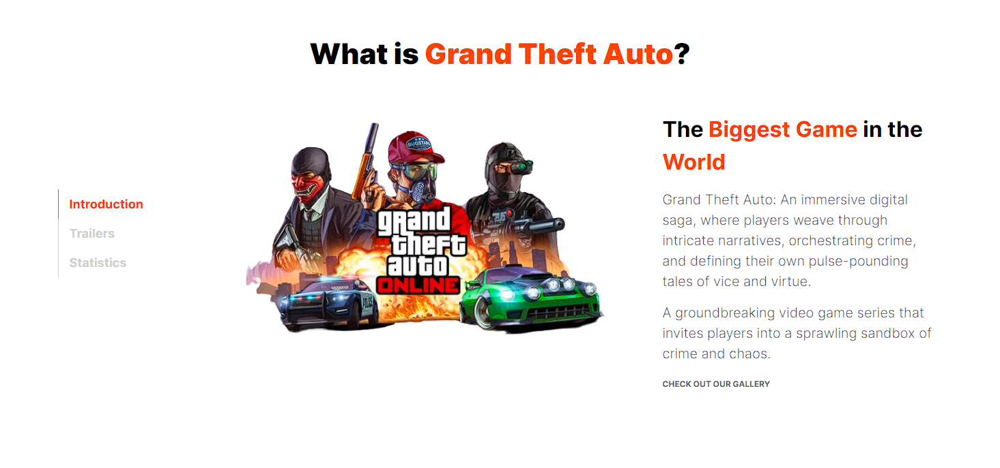 What is Grand Theft Auto?
Introduction
Trailers
Statistics
BUGSTARS
grand
theft
auto
ONLINE
POLICE
The Biggest Game in the
World
Grand Theft Auto: An immersive digital
saga, where players weave through
intricate narratives, orchestrating crime,
and defining their own pulse-pounding
tales of vice and virtue.
A groundbreaking video game series that
invites players into a sprawling sandbox of
crime and chaos.
CHECK OUT OUR GALLERY